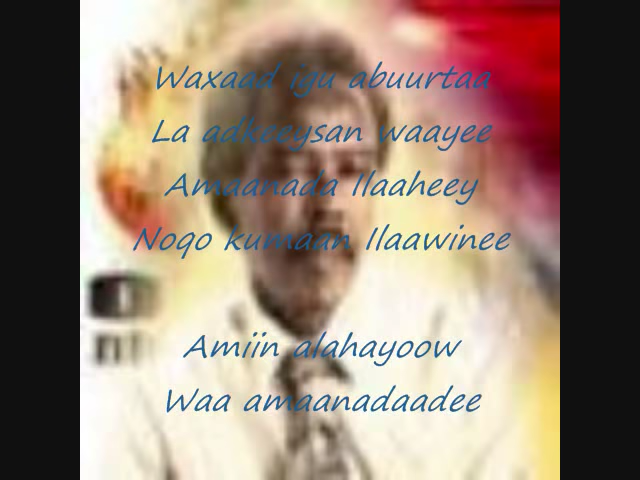 Waxaad igu abuurtaa
La adkeeysan waayee
Amaanada Ilaaheey
Noqo kumaan Ilaawinee
Amiin alahayoow
Waa amaanadaadee